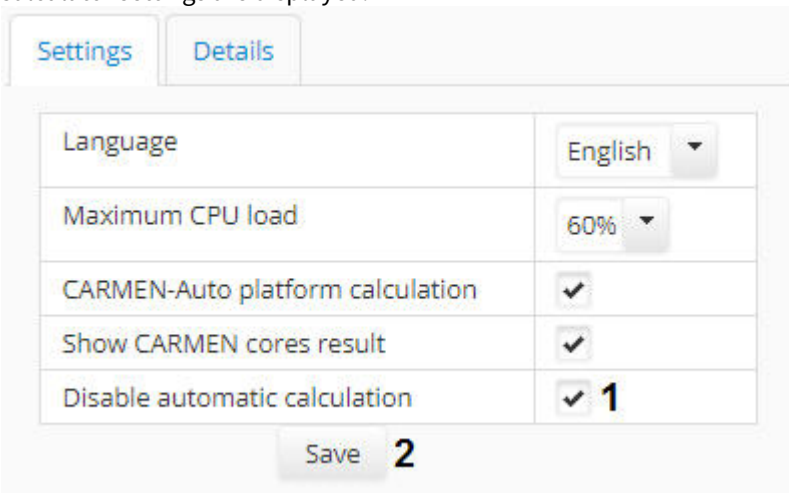 Settings Details
Language English
Maximum CPU load 60%
CARMEN-Auto platform calculation
Show CARMEN cores result
Disable automatic calculation 1
Save 2